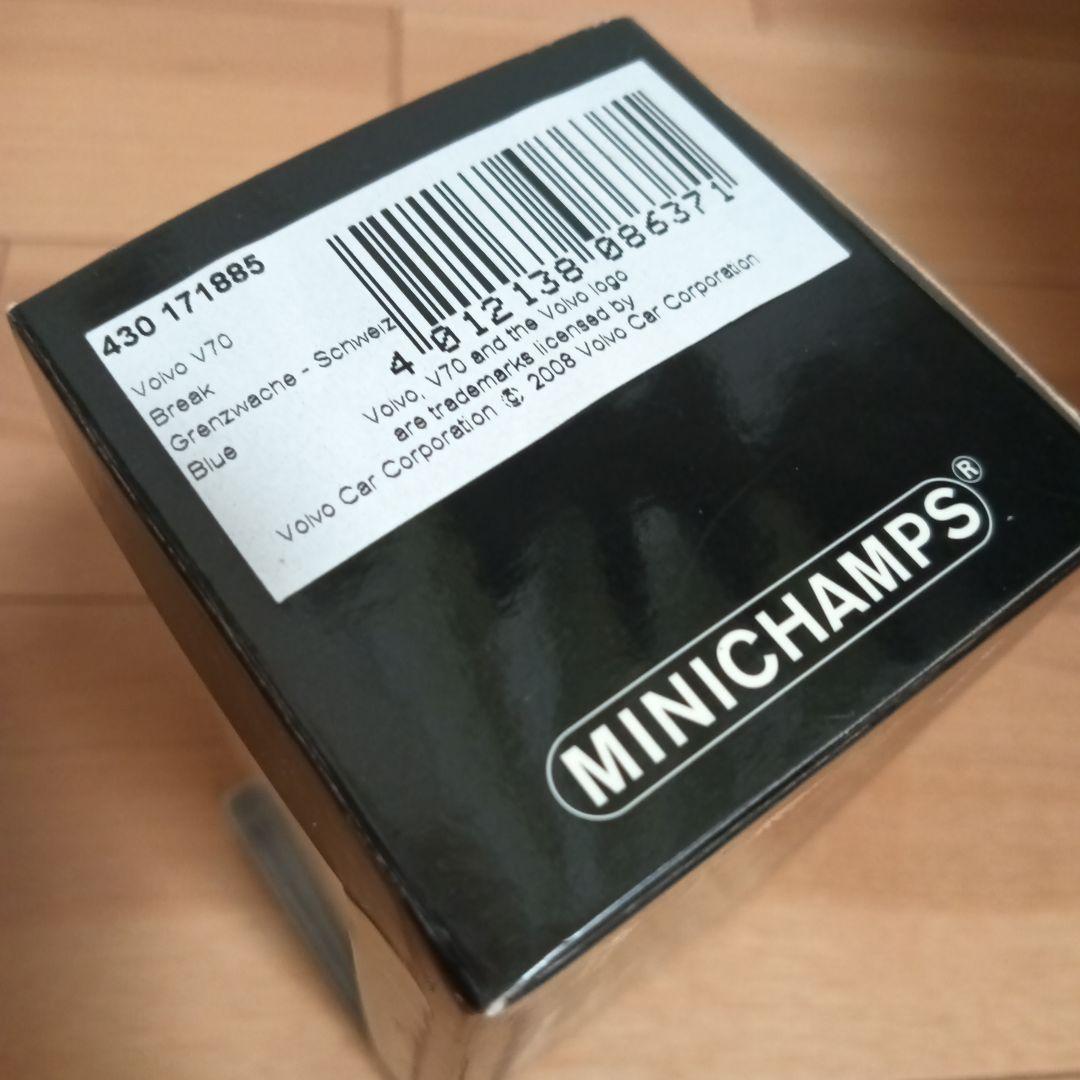 430 171885
Volvo V70
Break
Grenzwache - Schweiz
Blue
4 012138 086371
Volvo, V70 and the Volvo logo
are trademarks licensed by
Volvo Car Corporation © 2008 Volvo Car Corporation
MINICHAMPS®